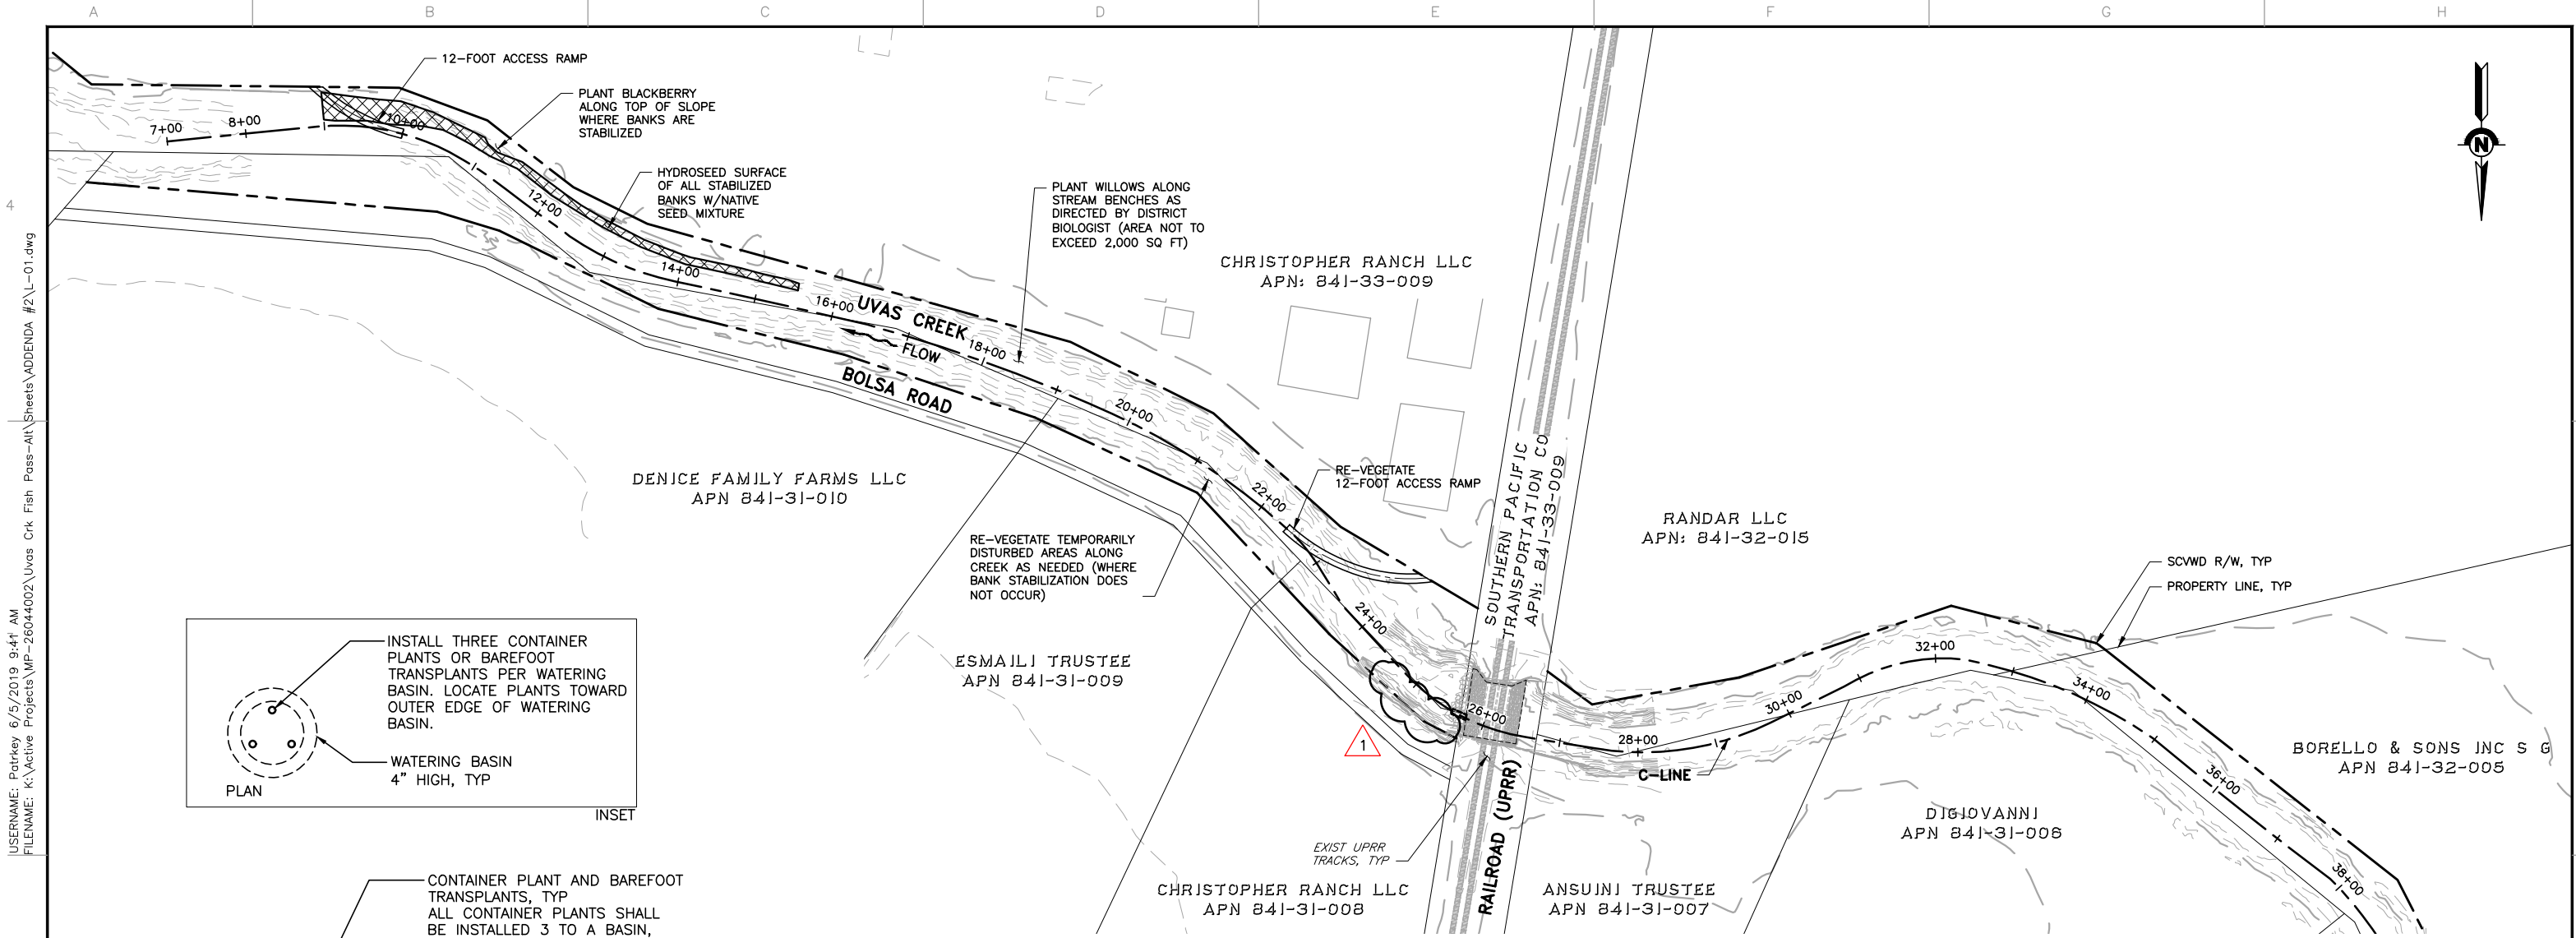 A B C D E F G H
4
USERNAME: Patrkey 6/5/2019 9:41 AM
FILENAME: K:\Active Projects\MP-26044002\Uvas Crk Fish Pass-Alt\Sheets\ADDENDA #2\L-01.dwg
12-FOOT ACCESS RAMP
PLANT BLACKBERRY
ALONG TOP OF SLOPE
WHERE BANKS ARE
STABILIZED
HYDROSEED SURFACE
OF ALL STABILIZED
BANKS W/NATIVE
SEED MIXTURE
PLANT WILLOWS ALONG
STREAM BENCHES AS
DIRECTED BY DISTRICT
BIOLOGIST (AREA NOT TO
EXCEED 2,000 SQ FT)
CHRISTOPHER RANCH LLC
APN: 841-33-009
N
7+00
8+00
10+00
12+00
14+00
16+00
UVAS CREEK
FLOW
18+00
BOLSA ROAD
20+00
22+00
24+00
26+00
28+00
30+00
32+00
34+00
36+00
38+00
DENICE FAMILY FARMS LLC
APN 841-31-010
RE-VEGETATE
12-FOOT ACCESS RAMP
SOUTHERN PACIFIC
TRANSPORTATION CO
APN: 841-33-009
RANDAR LLC
APN: 841-32-015
SCVWD R/W, TYP
PROPERTY LINE, TYP
RE-VEGETATE TEMPORARILY
DISTURBED AREAS ALONG
CREEK AS NEEDED (WHERE
BANK STABILIZATION DOES
NOT OCCUR)
ESMAILI TRUSTEE
APN 841-31-009
1
C-LINE
BORELLO & SONS INC S G
APN 841-32-005
DIGIOVANNI
APN 841-31-006
EXIST UPRR
TRACKS, TYP
RAILROAD (UPRR)
CHRISTOPHER RANCH LLC
APN 841-31-008
ANSUINI TRUSTEE
APN 841-31-007
INSTALL THREE CONTAINER
PLANTS OR BAREFOOT
TRANSPLANTS PER WATERING
BASIN. LOCATE PLANTS TOWARD
OUTER EDGE OF WATERING
BASIN.
WATERING BASIN
4" HIGH, TYP
PLAN
INSET
CONTAINER PLANT AND BAREFOOT
TRANSPLANTS, TYP
ALL CONTAINER PLANTS SHALL
BE INSTALLED 3 TO A BASIN,